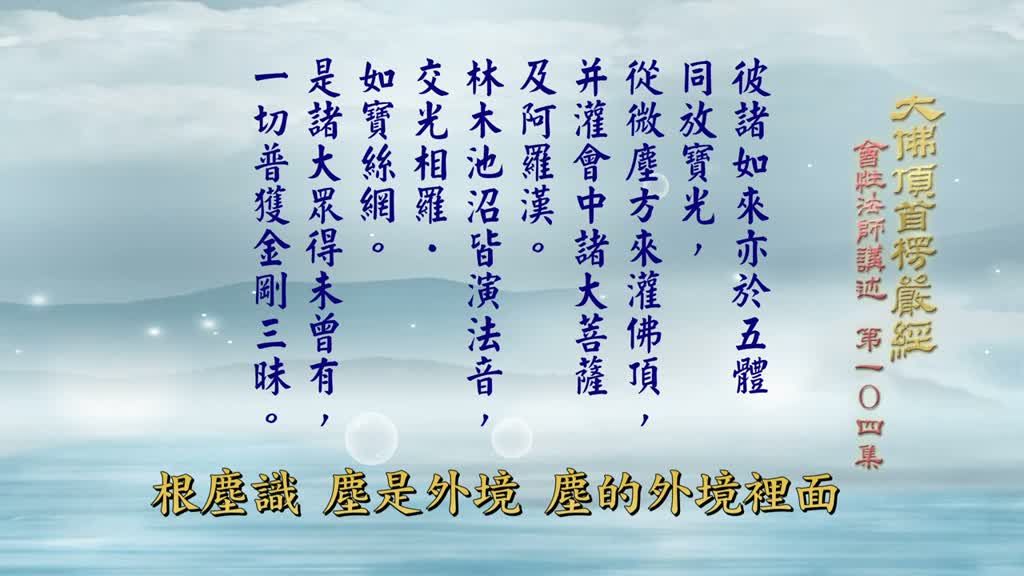 大佛頂首楞嚴經
會性法師講述 第一〇四集
彼諸如來亦於五體
同放寶光，
從微塵方來灌佛頂，
并灌會中諸大菩薩
及阿羅漢。
林木池沼皆演法音，
交光相羅．
如寶絲網。
是諸大眾得未曾有，
一切普獲金剛三昧。
根塵識 塵是外境 塵的外境裡面